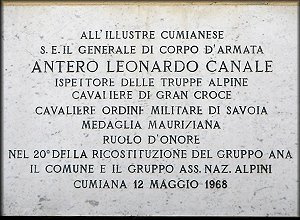 ALL'ILLUSTRE CUMIANESE
S.E. IL GENERALE DI CORPO D'ARMATA
ANTERO LEONARDO CANALE
ISPETTORE DELLE TRUPPE ALPINE
CAVALIERE DI GRAN CROCE
CAVALIERE ORDINE MILITARE DI SAVOIA
MEDAGLIA MAURIZIANA
RUOLO D'ONORE
NEL 20° DELLA RICOSTITUZIONE DEL GRUPPO ANA
IL COMUNE E IL GRUPPO ASS. NAZ. ALPINI
CUMIANA 12 MAGGIO 1968